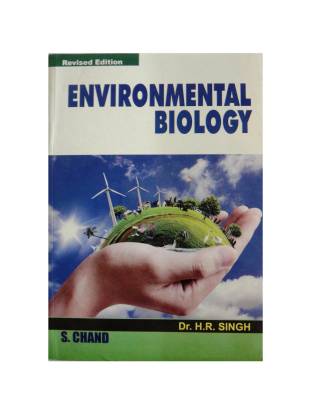 Revised Edition
ENVIRONMENTAL
BIOLOGY
Dr. H.R. SINGH
S. CHAND